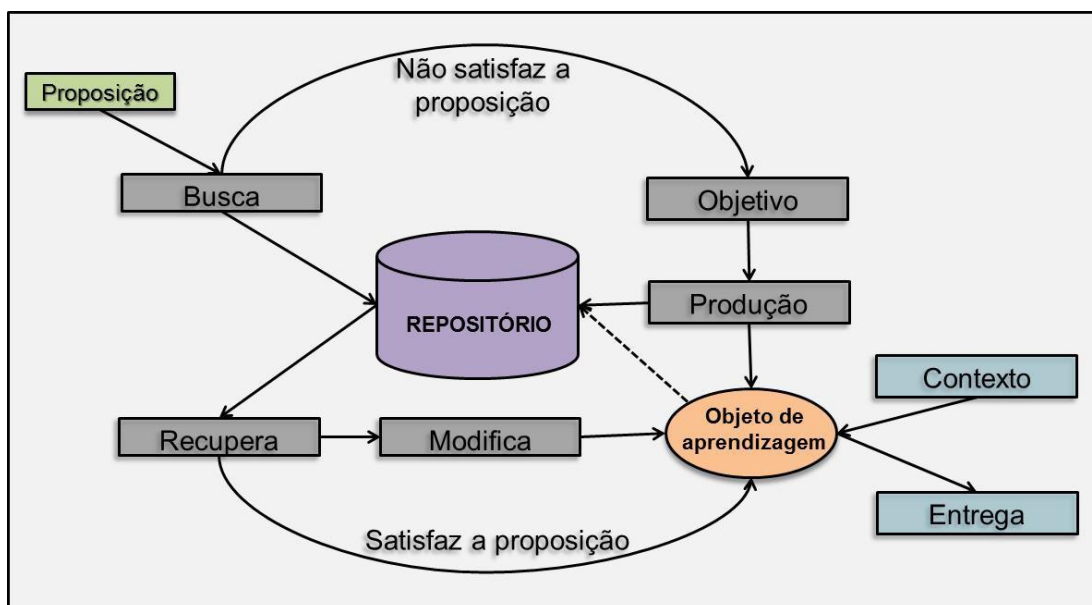 Não satisfaz a
proposição
Proposição
Busca
Objetivo
REPOSITÓRIO
Produção
Contexto
Objeto de
aprendizagem
Recupera
Modifica
Entrega
Satisfaz a proposição